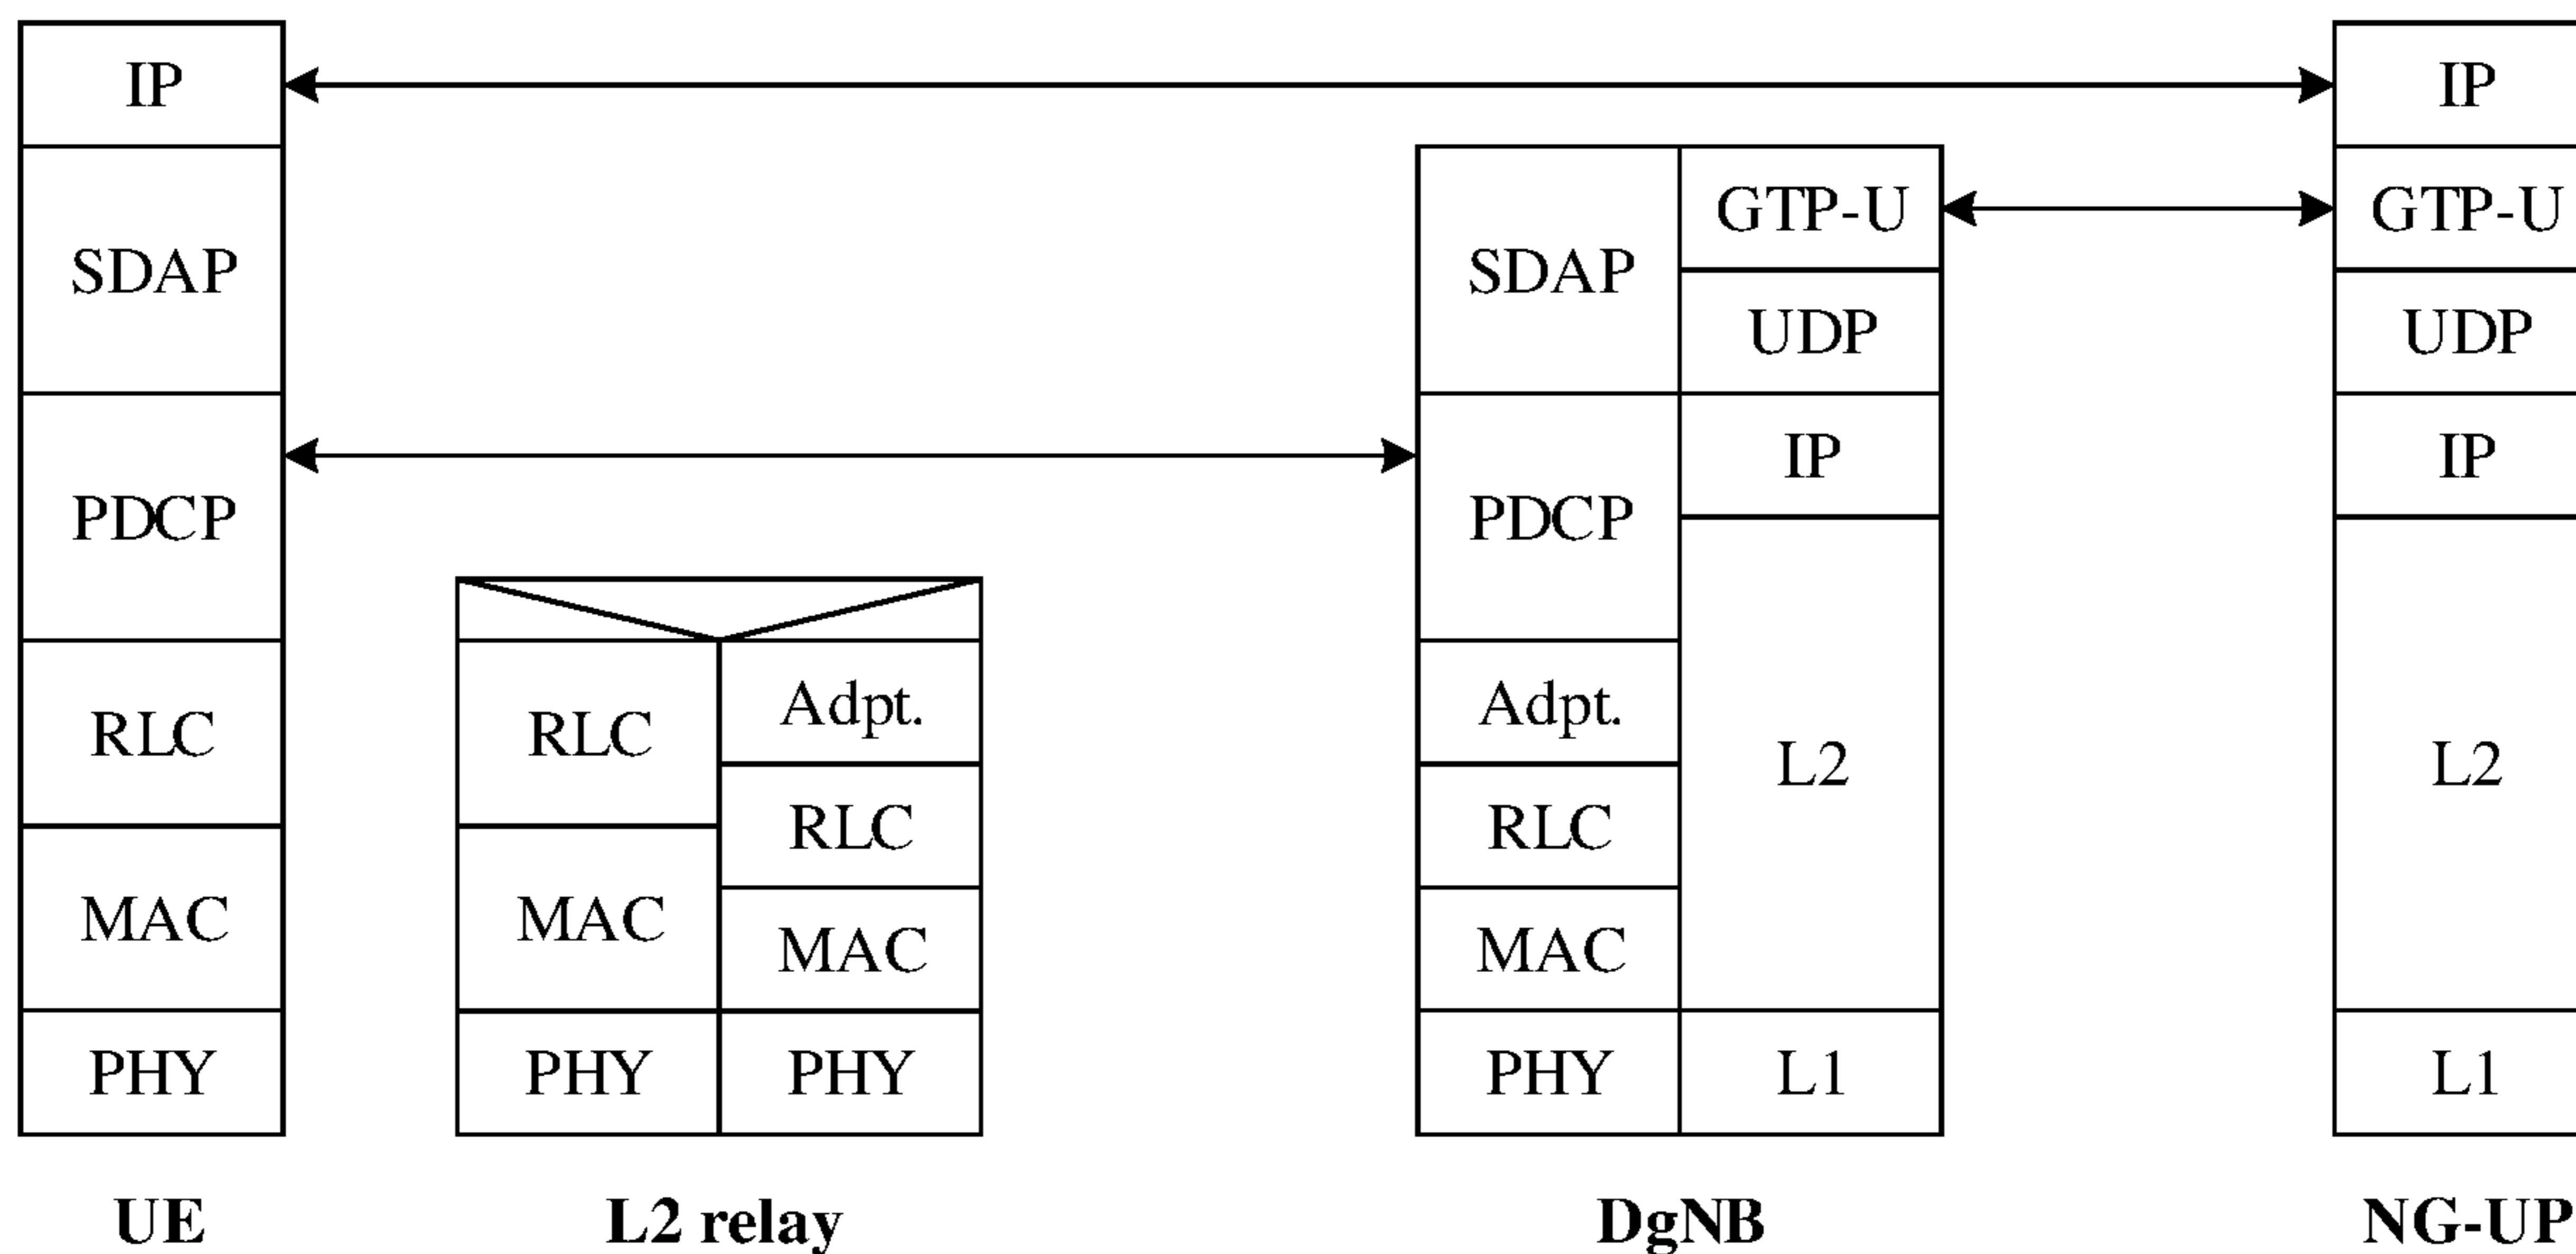 IP
SDAP
PDCP
RLC
MAC
PHY
UE
RLC
MAC
PHY
Adpt.
RLC
MAC
PHY
L2 relay
SDAP
PDCP
Adpt.
RLC
MAC
PHY
GTP-U
UDP
IP
L2
L1
DgNB
IP
GTP-U
UDP
IP
L2
L1
NG-UP